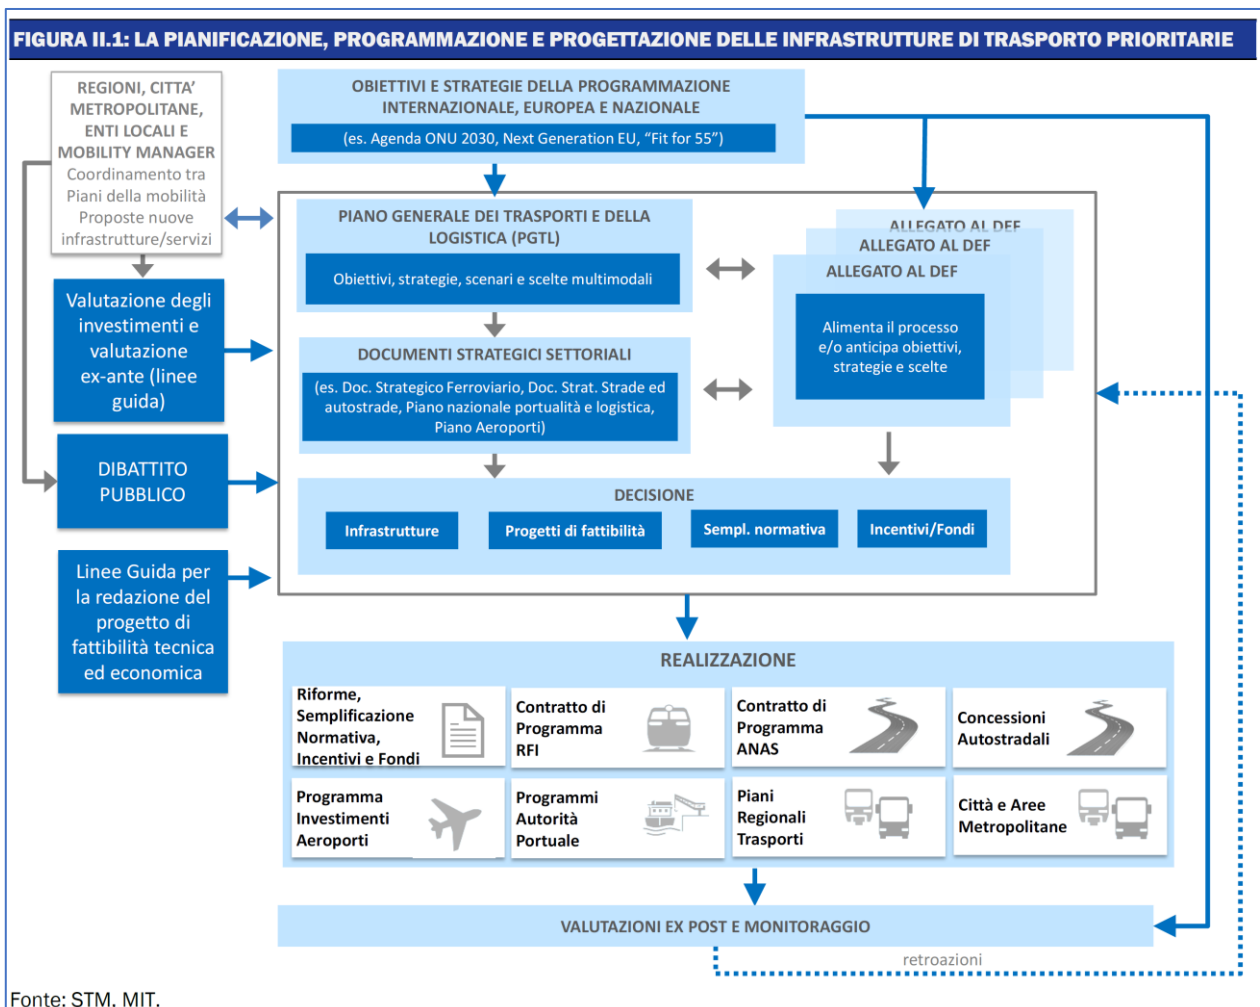 FIGURA II.1: LA PIANIFICAZIONE, PROGRAMMAZIONE E PROGETTAZIONE DELLE INFRASTRUTTURE DI TRASPORTO PRIORITARIE
REGIONI, CITTA’
METROPOLITANE,
ENTI LOCALI E
MOBILITY MANAGER
Coordinamento tra
Piani della mobilità
Proposte nuove
infrastrutture/servizi
OBIETTIVI E STRATEGIE DELLA PROGRAMMAZIONE
INTERNAZIONALE, EUROPEA E NAZIONALE
(es. Agenda ONU 2030, Next Generation EU, “Fit for 55”)
PIANO GENERALE DEI TRASPORTI E DELLA
LOGISTICA (PGTL)
Obiettivi, strategie, scenari e scelte multimodali
ALLEGATO AL DEF
ALLEGATO AL DEF
ALLEGATO AL DEF
Alimenta il processo
e/o anticipa obiettivi,
strategie e scelte
Valutazione degli
investimenti e
valutazione
ex-ante (linee
guida)
DOCUMENTI STRATEGICI SETTORIALI
(es. Doc. Strategico Ferroviario, Doc. Strat. Strade ed
autostrade, Piano nazionale portualità e logistica,
Piano Aeroporti)
DIBATTITO
PUBBLICO
DECISIONE
Infrastrutture
Progetti di fattibilità
Sempl. normativa
Incentivi/Fondi
Linee Guida per
la redazione del
progetto di
fattibilità tecnica
ed economica
REALIZZAZIONE
Riforme,
Semplificazione
Normativa,
Incentivi e Fondi
Contratto di
Programma
RFI
Contratto di
Programma
ANAS
Concessioni
Autostradali
Programma
Investimenti
Aeroporti
Programmi
Autorità
Portuale
Piani
Regionali
Trasporti
Città e Aree
Metropolitane
VALUTAZIONI EX POST E MONITORAGGIO
retroazioni
Fonte: STM. MIT.